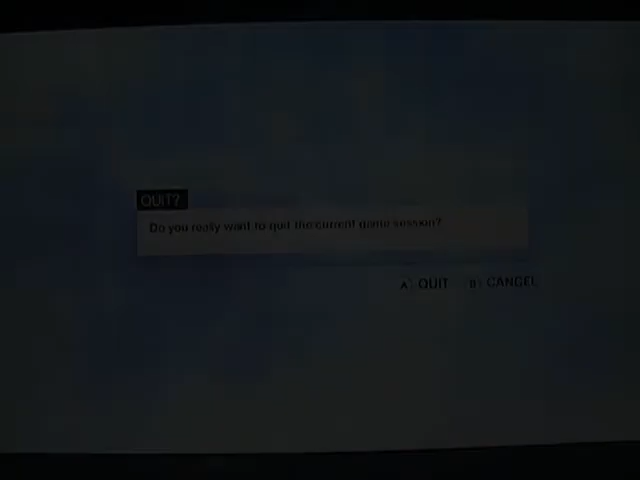 QUIT?
Do you really want to quit the current game session?
A QUIT B CANCEL